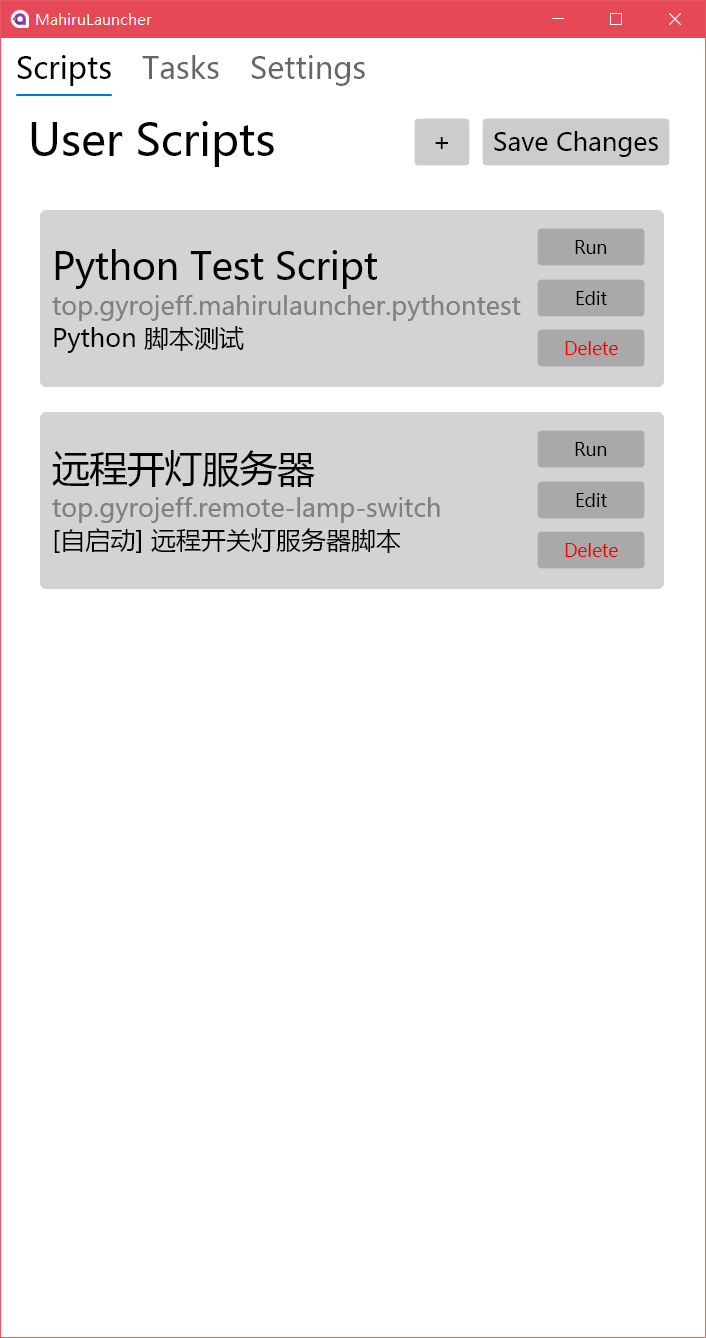 MahiruLauncher
Scripts Tasks Settings
User Scripts + Save Changes
Python Test Script
top.gyrojeff.mahirulauncher.pythontest
Python 脚本测试
Run
Edit
Delete
远程开灯服务器
top.gyrojeff.remote-lamp-switch
[自启动] 远程开关灯服务器脚本
Run
Edit
Delete